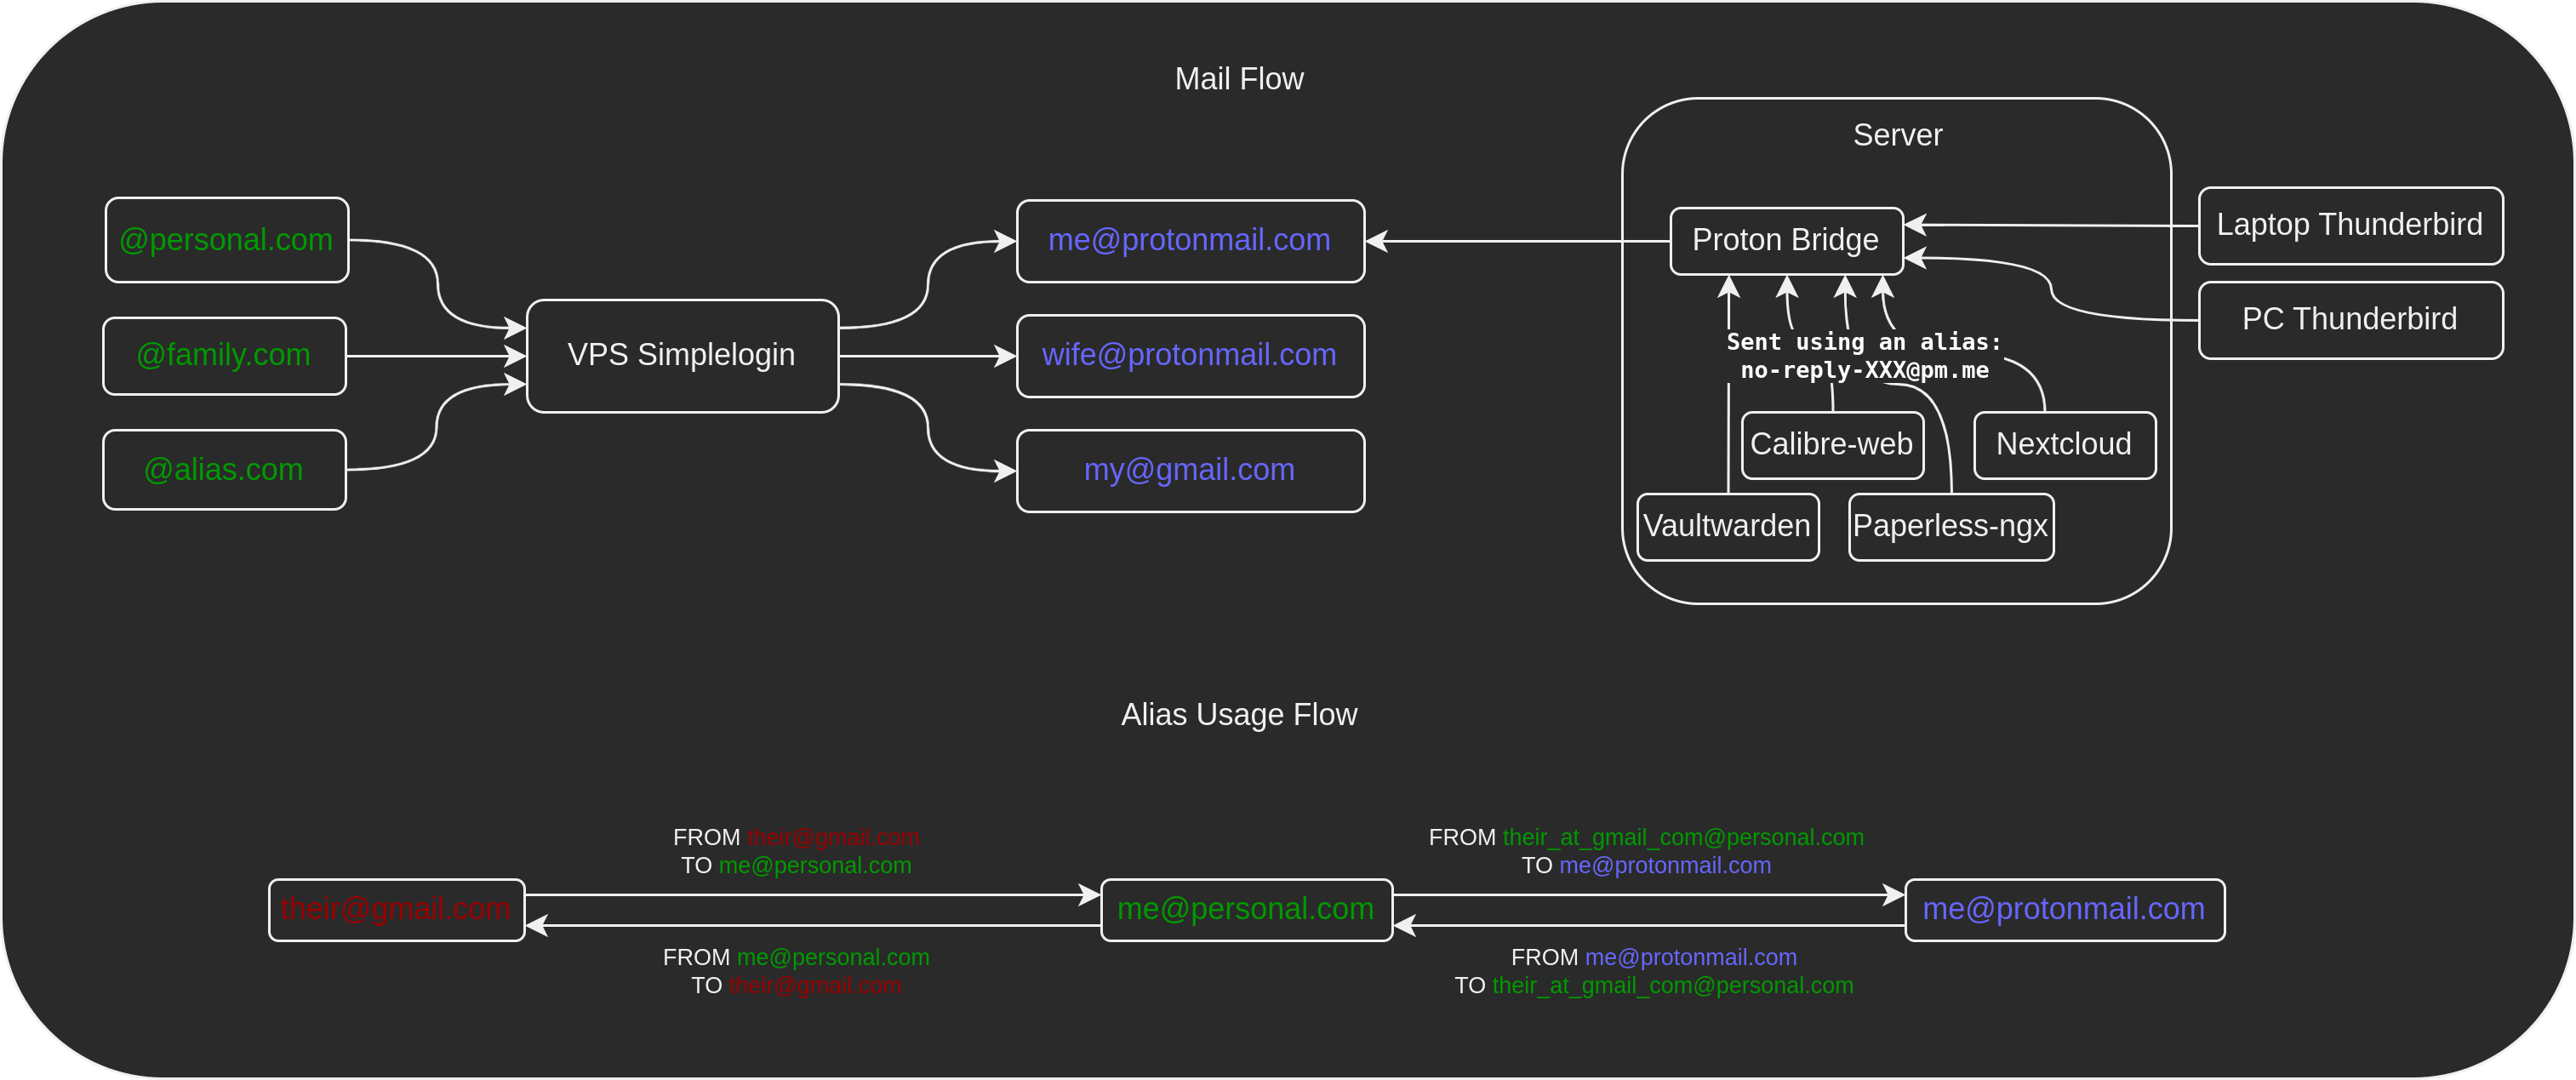 Mail Flow
Server
@personal.com
@family.com
@alias.com
VPS Simplelogin
me@protonmail.com
wife@protonmail.com
my@gmail.com
Proton Bridge
Laptop Thunderbird
PC Thunderbird
Sent using an alias:
no-reply-XXX@pm.me
Calibre-web
Nextcloud
Vaultwarden
Paperless-ngx
Alias Usage Flow
FROM their@gmail.com
TO me@personal.com
FROM their_at_gmail_com@personal.com
TO me@protonmail.com
their@gmail.com
me@personal.com
me@protonmail.com
FROM me@personal.com
TO their@gmail.com
FROM me@protonmail.com
TO their_at_gmail_com@personal.com